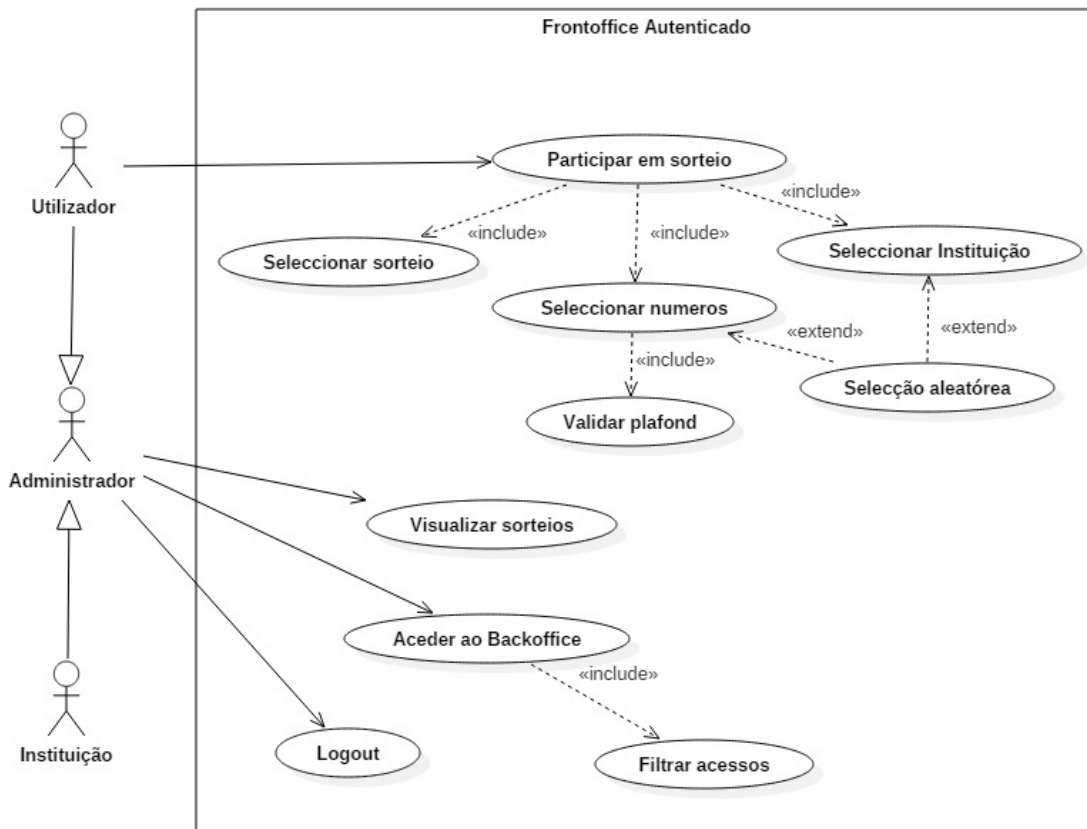 Frontoffice Autenticado
Participar em sorteio
«include»
Utilizador
«include»
«include»
Seleccionar sorteio
Seleccionar Instituição
Seleccionar numeros
«extend»
«extend»
«include»
Selecção aleatórea
Validar plafond
Administrador
Visualizar sorteios
Aceder ao Backoffice
«include»
Instituição
Logout
Filtrar acessos